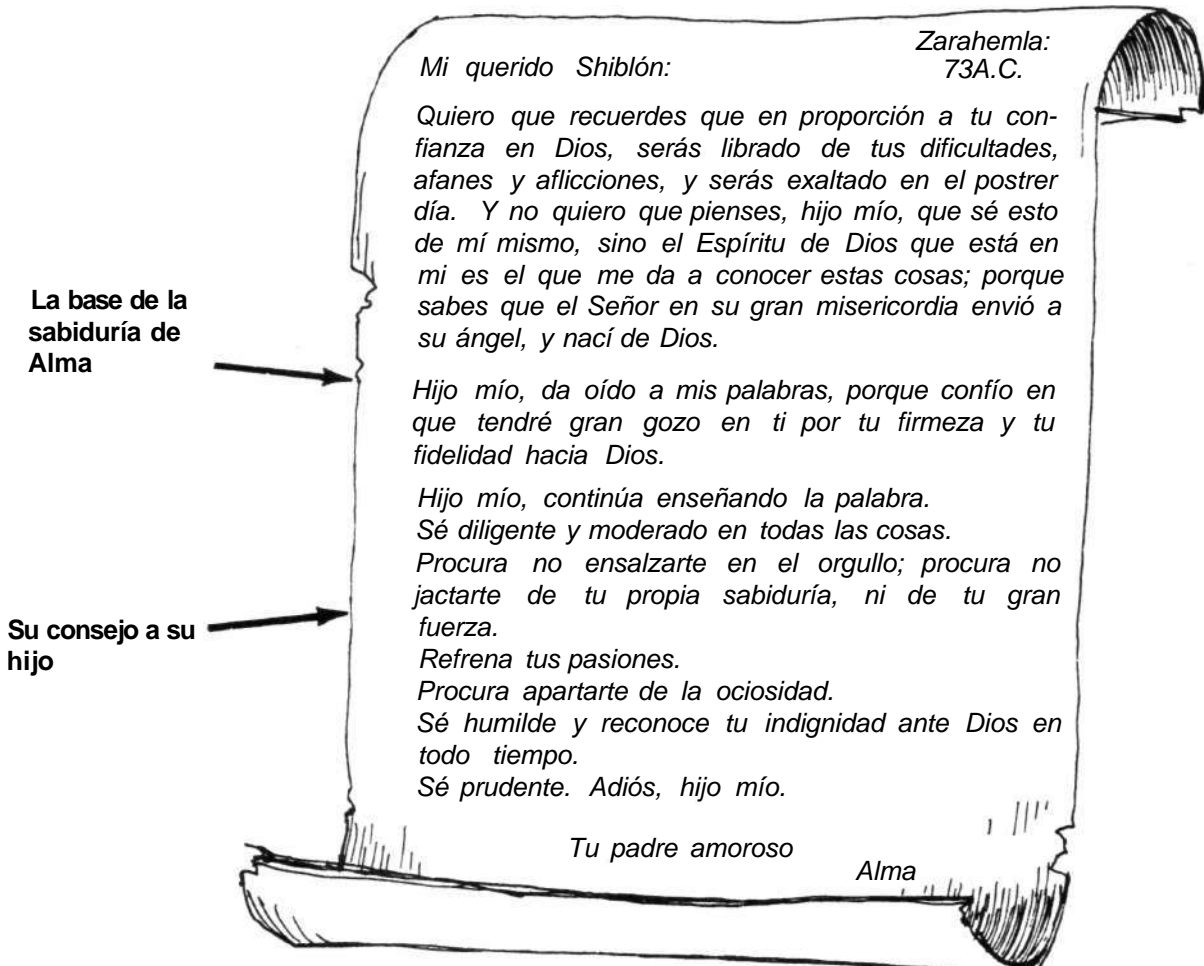 Zarahemla:
73A.C.
Mi querido Shiblón:
Quiero que recuerdes que en proporción a tu con-
fianza en Dios, serás librado de tus dificultades,
afanes y aflicciones, y serás exaltado en el postrer
día. Y no quiero que pienses, hijo mío, que sé esto
de mí mismo, sino el Espíritu de Dios que está en
mi es el que me da a conocer estas cosas; porque
sabes que el Señor en su gran misericordia envió a
su ángel, y nací de Dios.
La base de la
sabiduría de
Alma
Hijo mío, da oído a mis palabras, porque confío en
que tendré gran gozo en ti por tu firmeza y tu
fidelidad hacia Dios.
Hijo mío, continúa enseñando la palabra.
Sé diligente y moderado en todas las cosas.
Procura no ensalzarte en el orgullo; procura no
jactarte de tu propia sabiduría, ni de tu gran
fuerza.
Su consejo a su
hijo
Refrena tus pasiones.
Procura apartarte de la ociosidad.
Sé humilde y reconoce tu indignidad ante Dios en
todo tiempo.
Sé prudente. Adiós, hijo mío.
Tu padre amoroso
Alma